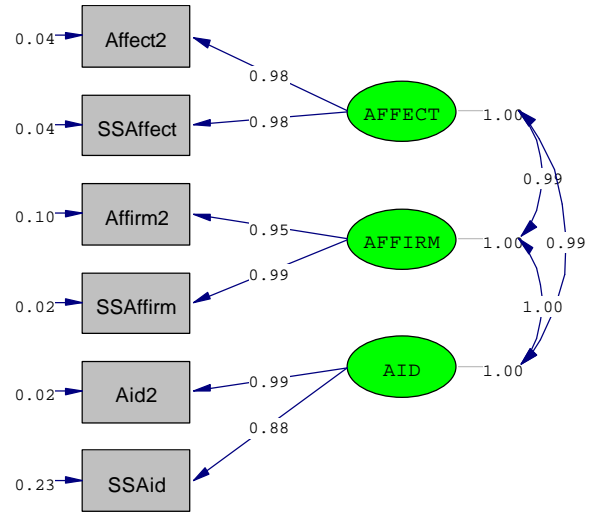 0.04 Affect2
0.98
AFFECT 1.00
0.04 SSAffect
0.98
0.99
0.10 Affirm2
0.95
AFFIRM 1.00
0.99
0.02 SSAffirm
0.99
1.00
0.02 Aid2
0.99
AID 1.00
0.88
0.23 SSAid